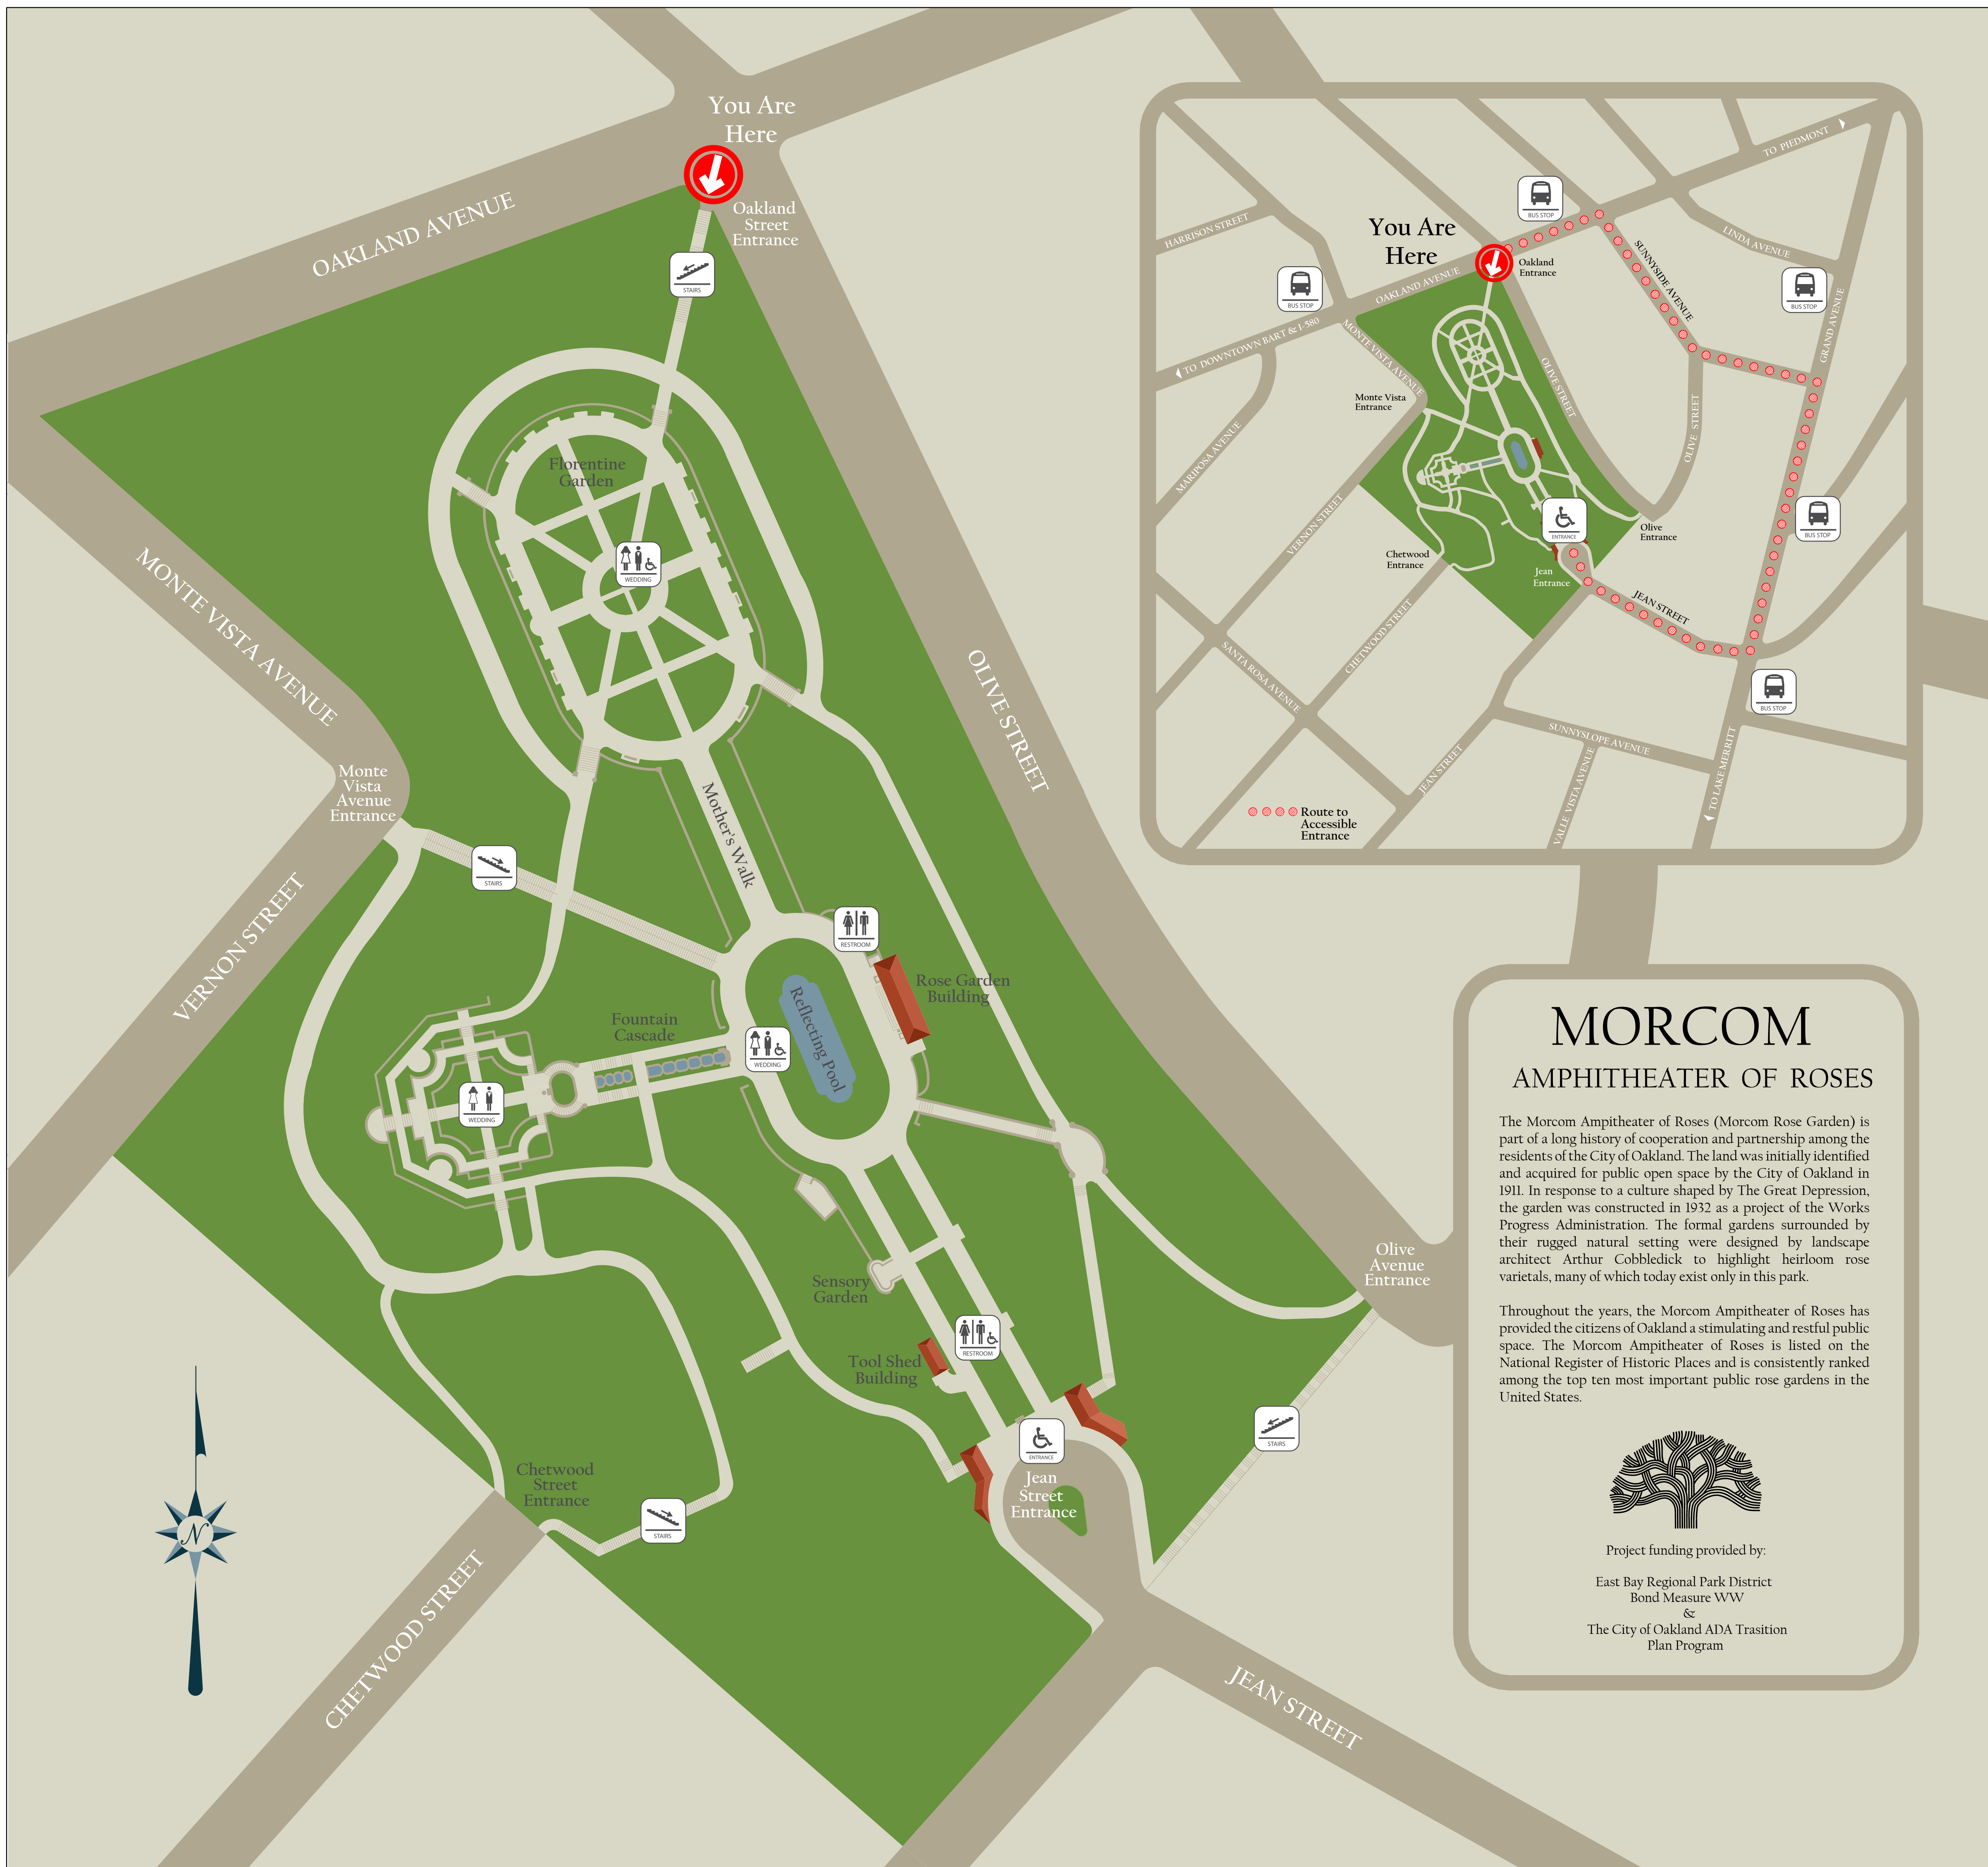 You Are
Here
Oakland
Street
Entrance
OAKLAND AVENUE
STAIRS
Florentine
Garden
WEDDING
MONTE VISTA AVENUE
OLIVE STREET
Monte
Vista
Avenue
Entrance
Mother's Walk
STAIRS
VERNON STREET
RESTROOM
Rose Garden
Building
Reflecting Pool
Fountain
Cascade
WEDDING
WEDDING
Olive
Avenue
Entrance
Sensory
Garden
RESTROOM
Tool Shed
Building
STAIRS
ENTRANCE
Jean
Street
Entrance
Chetwood
Street
Entrance
STAIRS
N
CHETWOOD STREET
JEAN STREET
TO PIEDMONT
BUS STOP
HARRISON STREET
You Are
Here
LINDA AVENUE
SUNNYSIDE AVENUE
Oakland
Entrance
BUS STOP
OAKLAND AVENUE
BUS STOP
TO DOWNTOWN BART & I-580
MONTE VISTA AVENUE
GRAND AVENUE
OLIVE STREET
Monte Vista
Entrance
OLIVE STREET
MARIPOSA AVENUE
VERNON STREET
ENTRANCE
BUS STOP
Olive
Entrance
Chetwood
Entrance
Jean
Entrance
JEAN STREET
CHETWOOD STREET
SANTA ROSA AVENUE
BUS STOP
SUNNYSLOPE AVENUE
JEAN STREET
VALLE VISTA AVENUE
TO LAKE MERRITT
Route to
Accessible
Entrance
MORCOM
AMPHITHEATER OF ROSES
The Morcom Ampitheater of Roses (Morcom Rose Garden) is
part of a long history of cooperation and partnership among the
residents of the City of Oakland. The land was initially identified
and acquired for public open space by the City of Oakland in
1911. In response to a culture shaped by The Great Depression,
the garden was constructed in 1932 as a project of the Works
Progress Administration. The formal gardens surrounded by
their rugged natural setting were designed by landscape
architect Arthur Cobbledick to highlight heirloom rose
varietals, many of which today exist only in this park.
Throughout the years, the Morcom Ampitheater of Roses has
provided the citizens of Oakland a stimulating and restful public
space. The Morcom Ampitheater of Roses is listed on the
National Register of Historic Places and is consistently ranked
among the top ten most important public rose gardens in the
United States.
Project funding provided by:
East Bay Regional Park District
Bond Measure WW
&
The City of Oakland ADA Trasition
Plan Program